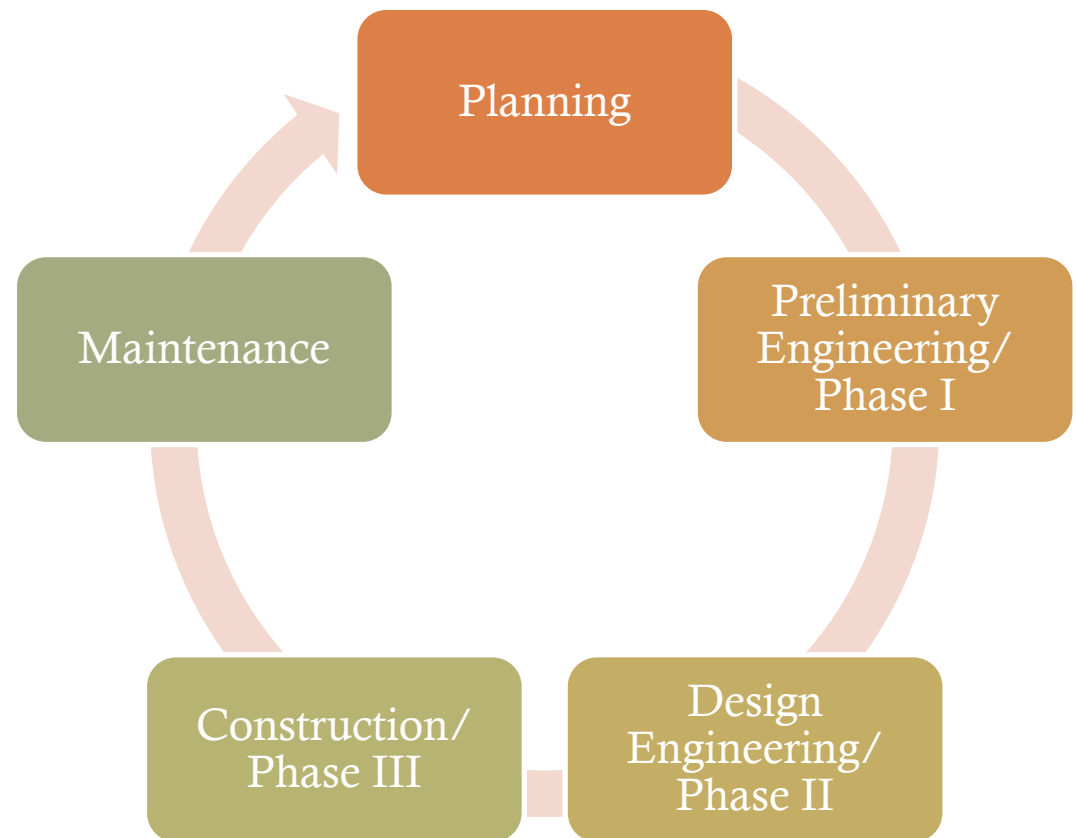 Planning
Preliminary
Engineering/
Phase I
Design
Engineering/
Phase II
Construction/
Phase III
Maintenance